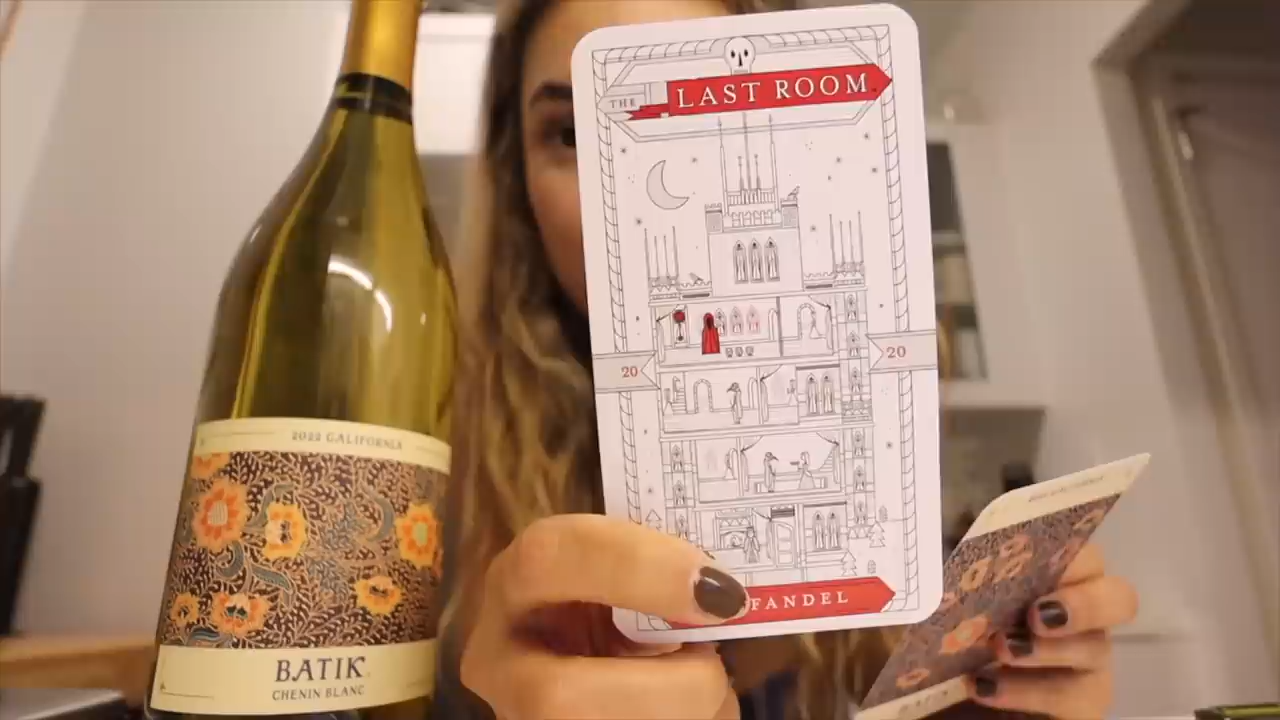 THE LAST ROOM
20
20
FANDEL
2022 CALIFORNIA
BATIK
CHENIN BLANC